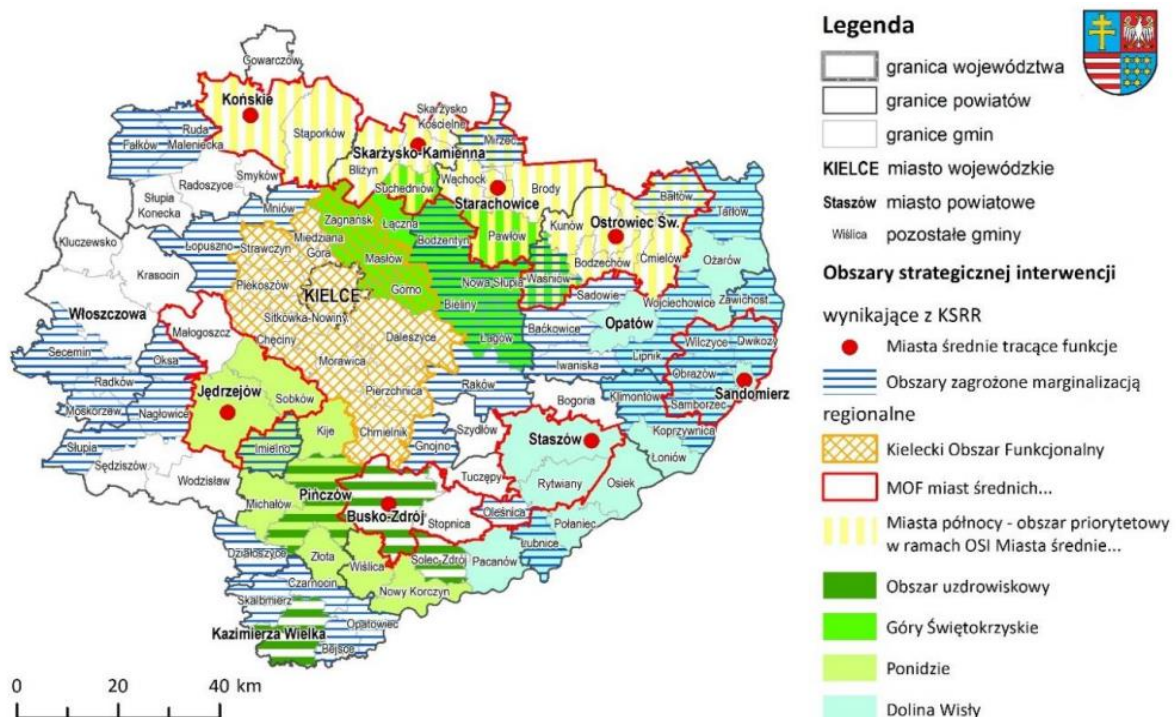 Gowarczów
Końskie
Stąporków
Skarżysko
Kościelne
Mirzec
Ruda
Maleniecka
Fałków
Skarżysko-Kamienna
Bliżyn
Wąchock
Suchedniów
Starachowice
Brody
Bałtów
Tarłów
Radoszyce
Smyków
Słupia
Konecka
Mniów
Zagnańsk
Łączna
Bodzentyn
Pawłów
Kunów
Ostrowiec Św.
Bodzechów
Ćmielów
Ożarów
Kluczewsko
Łopuszno
Strawczyn
Miedziana
Góra
Masłów
Krasocin
Piekoszów
KIELCE
Górno
Nowa Słupia
Waśniów
Sadowie
Wojciechowice
Zawichost
Bieliny
Włoszczowa
Sitkówka-Nowiny
Małogoszcz
Chęciny
Daleszyce
Łagów
Baćkowice
Opatów
Secemin
Oksa
Morawica
Iwaniska
Lipnik
Wilczyce
Dwikozy
Radków
Jędrzejów
Sobków
Pierzchnica
Raków
Obrazów
Sandomierz
Moskorzew
Nagłowice
Bogoria
Klimontów
Samborzec
Kije
Chmielnik
Szydłów
Staszów
Koprzywnica
Słupia
Imielno
Gnojno
Łoniów
Sędziszów
Wodzisław
Tuczępy
Rytwiany
Osiek
Michałów
Pińczów
Busko-Zdrój
Stopnica
Oleśnica
Połaniec
Łubnice
Działoszyce
Złota
Wiślica
Solec-Zdrój
Pacanów
Czarnocin
Nowy Korczyn
Skalbmierz
Opatowiec
Kazimierza Wielka
Bejsce
0 20 40 km
Legenda
granica województwa
granice powiatów
granice gmin
KIELCE miasto wojewódzkie
Staszów miasto powiatowe
Wiślica pozostałe gminy
Obszary strategicznej interwencji
wynikające z KSRR
Miasta średnie tracące funkcje
Obszary zagrożone marginalizacją
regionalne
Kielecki Obszar Funkcjonalny
MOF miast średnich...
Miasta północy - obszar priorytetowy
w ramach OSI Miasta średnie...
Obszar uzdrowiskowy
Góry Świętokrzyskie
Ponidzie
Dolina Wisły